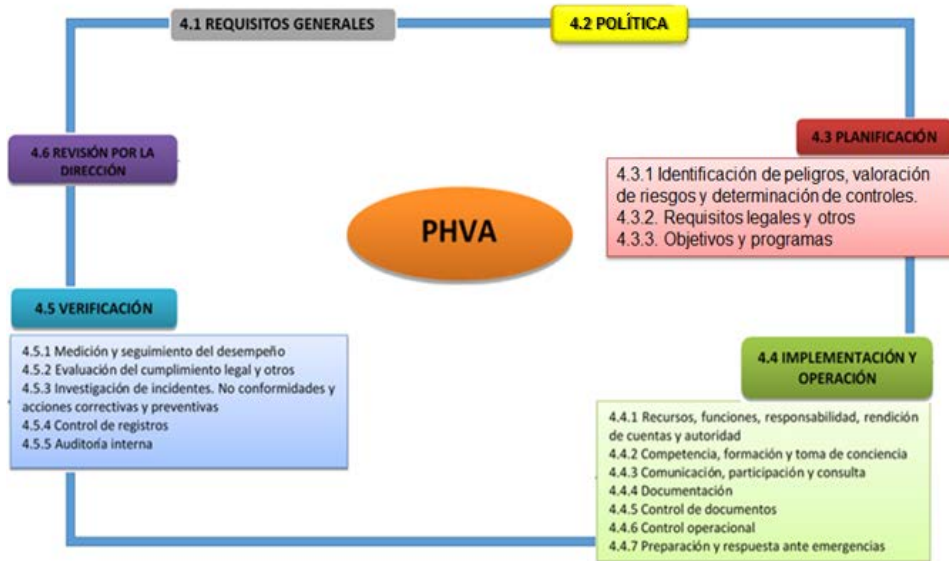 4.1 REQUISITOS GENERALES
4.2 POLÍTICA
4.3 PLANIFICACIÓN
4.3.1 Identificación de peligros, valoración
de riesgos y determinación de controles.
4.3.2. Requisitos legales y otros
4.3.3. Objetivos y programas
4.6 REVISIÓN POR LA
DIRECCIÓN
PHVA
4.5 VERIFICACIÓN
4.5.1 Medición y seguimiento del desempeño
4.5.2 Evaluación del cumplimiento legal y otros
4.5.3 Investigación de incidentes. No conformidades y
acciones correctivas y preventivas
4.5.4 Control de registros
4.5.5 Auditoría interna
4.4 IMPLEMENTACIÓN Y
OPERACIÓN
4.4.1 Recursos, funciones, responsabilidad, rendición
de cuentas y autoridad
4.4.2 Competencia, formación y toma de conciencia
4.4.3 Comunicación, participación y consulta
4.4.4 Documentación
4.4.5 Control de documentos
4.4.6 Control operacional
4.4.7 Preparación y respuesta ante emergencias